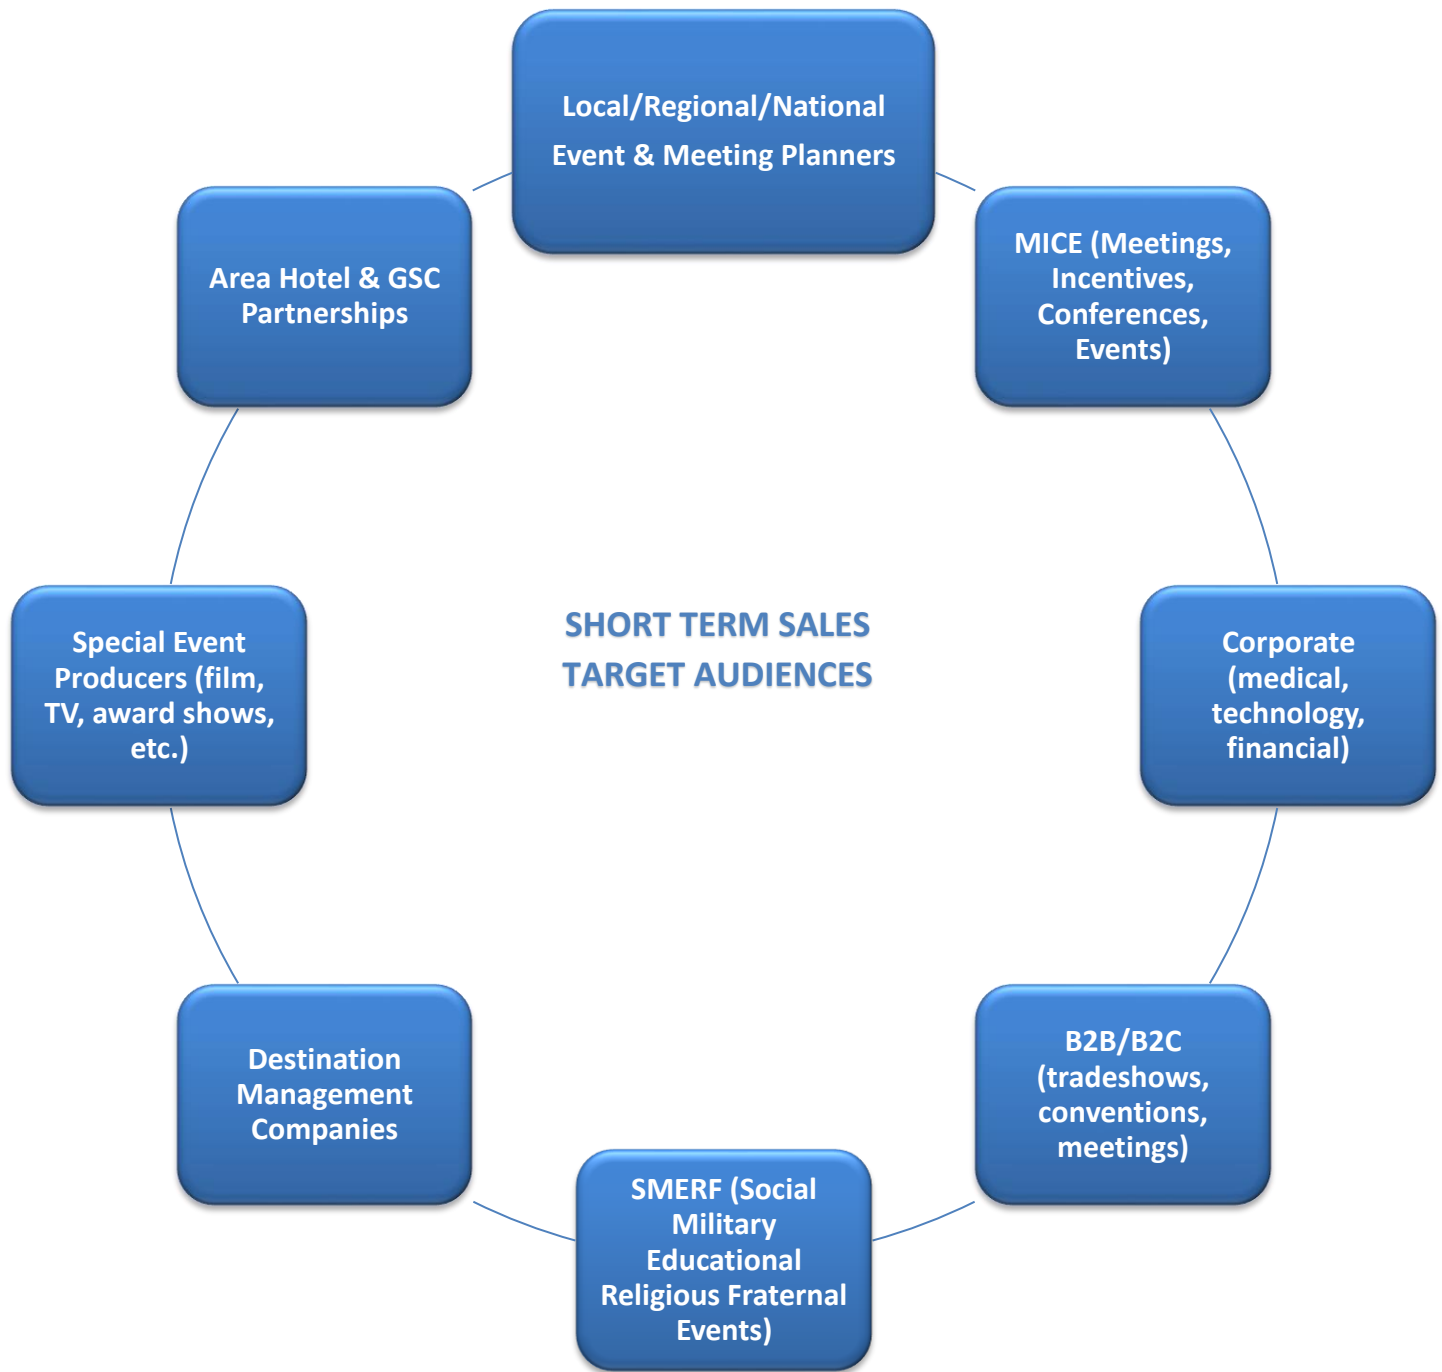 Local/Regional/National
Event & Meeting Planners
MICE (Meetings,
Incentives,
Conferences,
Events)
Corporate
(medical,
technology,
financial)
B2B/B2C
(tradeshows,
conventions,
meetings)
SMERF (Social
Military
Educational
Religious Fraternal
Events)
Destination
Management
Companies
Special Event
Producers (film,
TV, award shows,
etc.)
Area Hotel & GSC
Partnerships
SHORT TERM SALES
TARGET AUDIENCES